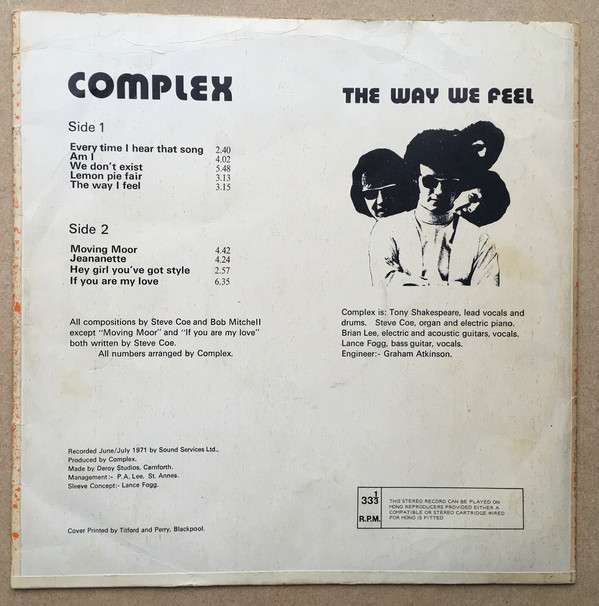 COMPLEX
THE WAY WE FEEL
Side 1
Every time I hear that song 2.40
Am I 4.02
We don't exist 5.48
Lemon pie fair 3.13
The way I feel 3.15
Side 2
Moving Moor 4.42
Jeananette 4.24
Hey girl you've got style 2.57
If you are my love 6.35
All compositions by Steve Coe and Bob Mitchell
except "Moving Moor" and "If you are my love"
both written by Steve Coe.
All numbers arranged by Complex.
Complex is: Tony Shakespeare, lead vocals and
drums. Steve Coe, organ and electric piano.
Brian Lee, electric and acoustic guitars, vocals.
Lance Fogg, bass guitar, vocals.
Engineer:- Graham Atkinson.
Recorded June/July 1971 by Sound Services Ltd.,
Produced by Complex.
Made by Deroy Studios, Carnforth.
Management:- P.A. Lee, St. Annes.
Sleeve Concept:- Lance Fogg.
Cover Printed by Titford and Perry, Blackpool.
33⅓
R.P.M.
THIS STEREO RECORD CAN BE PLAYED ON
MONO REPRODUCERS PROVIDED EITHER A
COMPATIBLE OR STEREO CARTRIDGE WIRED
FOR MONO IS FITTED